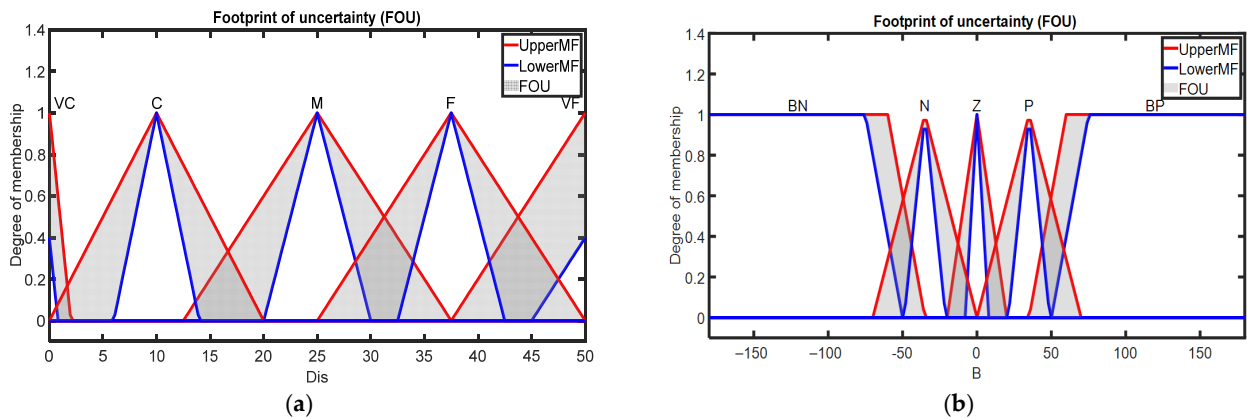 Footprint of uncertainty (FOU)
1.4
1.2
1
0.8
0.6
0.4
0.2
0
Degree of membership
UpperMF
LowerMF
FOU
VC C M F VF
0 5 10 15 20 25 30 35 40 45 50
Dis
(a)
Footprint of uncertainty (FOU)
1.4
1.2
1
0.8
0.6
0.4
0.2
0
Degree of membership
UpperMF
LowerMF
FOU
BN N Z P BP
−150 −100 -50 0 50 100 150
B
(b)